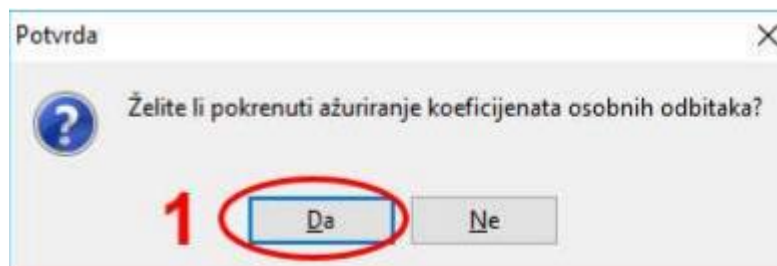 Potvrda
Želite li pokrenuti ažuriranje koeficijenata osobnih odbitaka?
1 Da Ne